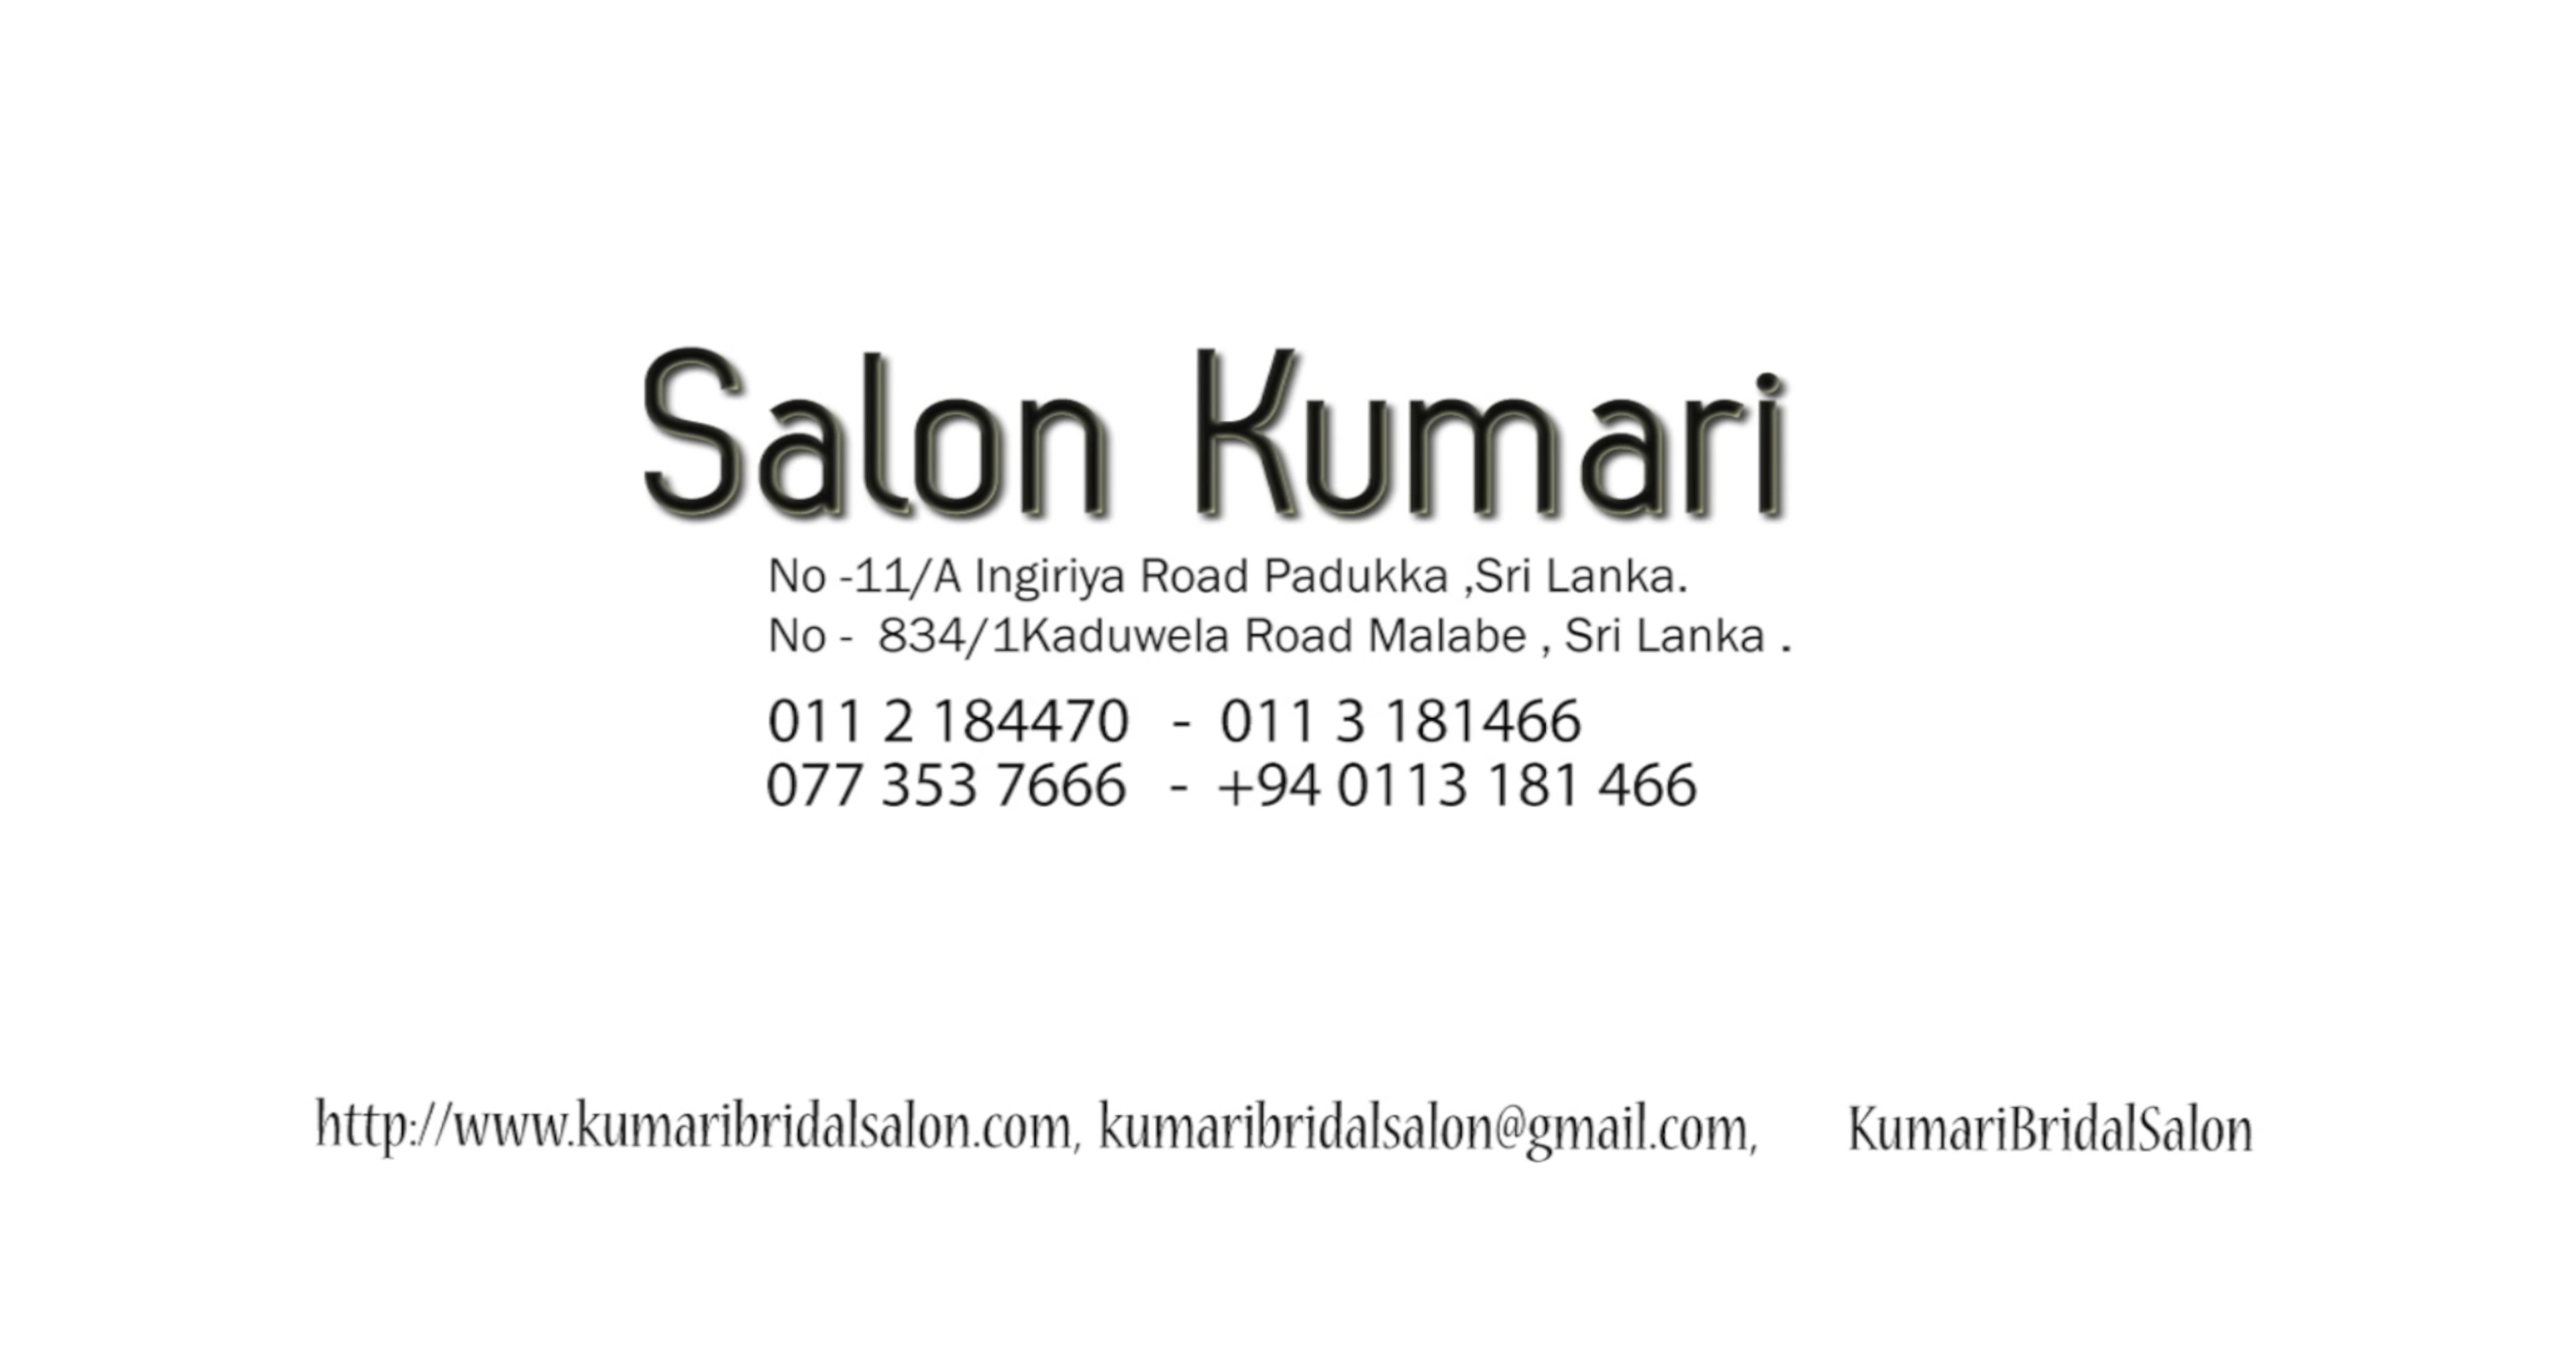 Salon Kumari
No -11/A Ingiriya Road Padukka ,Sri Lanka.
No -  834/1Kaduwela Road Malabe , Sri Lanka .
011 2 184470  -  011 3 181466
077 353 7666  -  +94 0113 181 466
http://www.kumaribridalsalon.com, kumaribridalsalon@gmail.com,    KumariBridalSalon